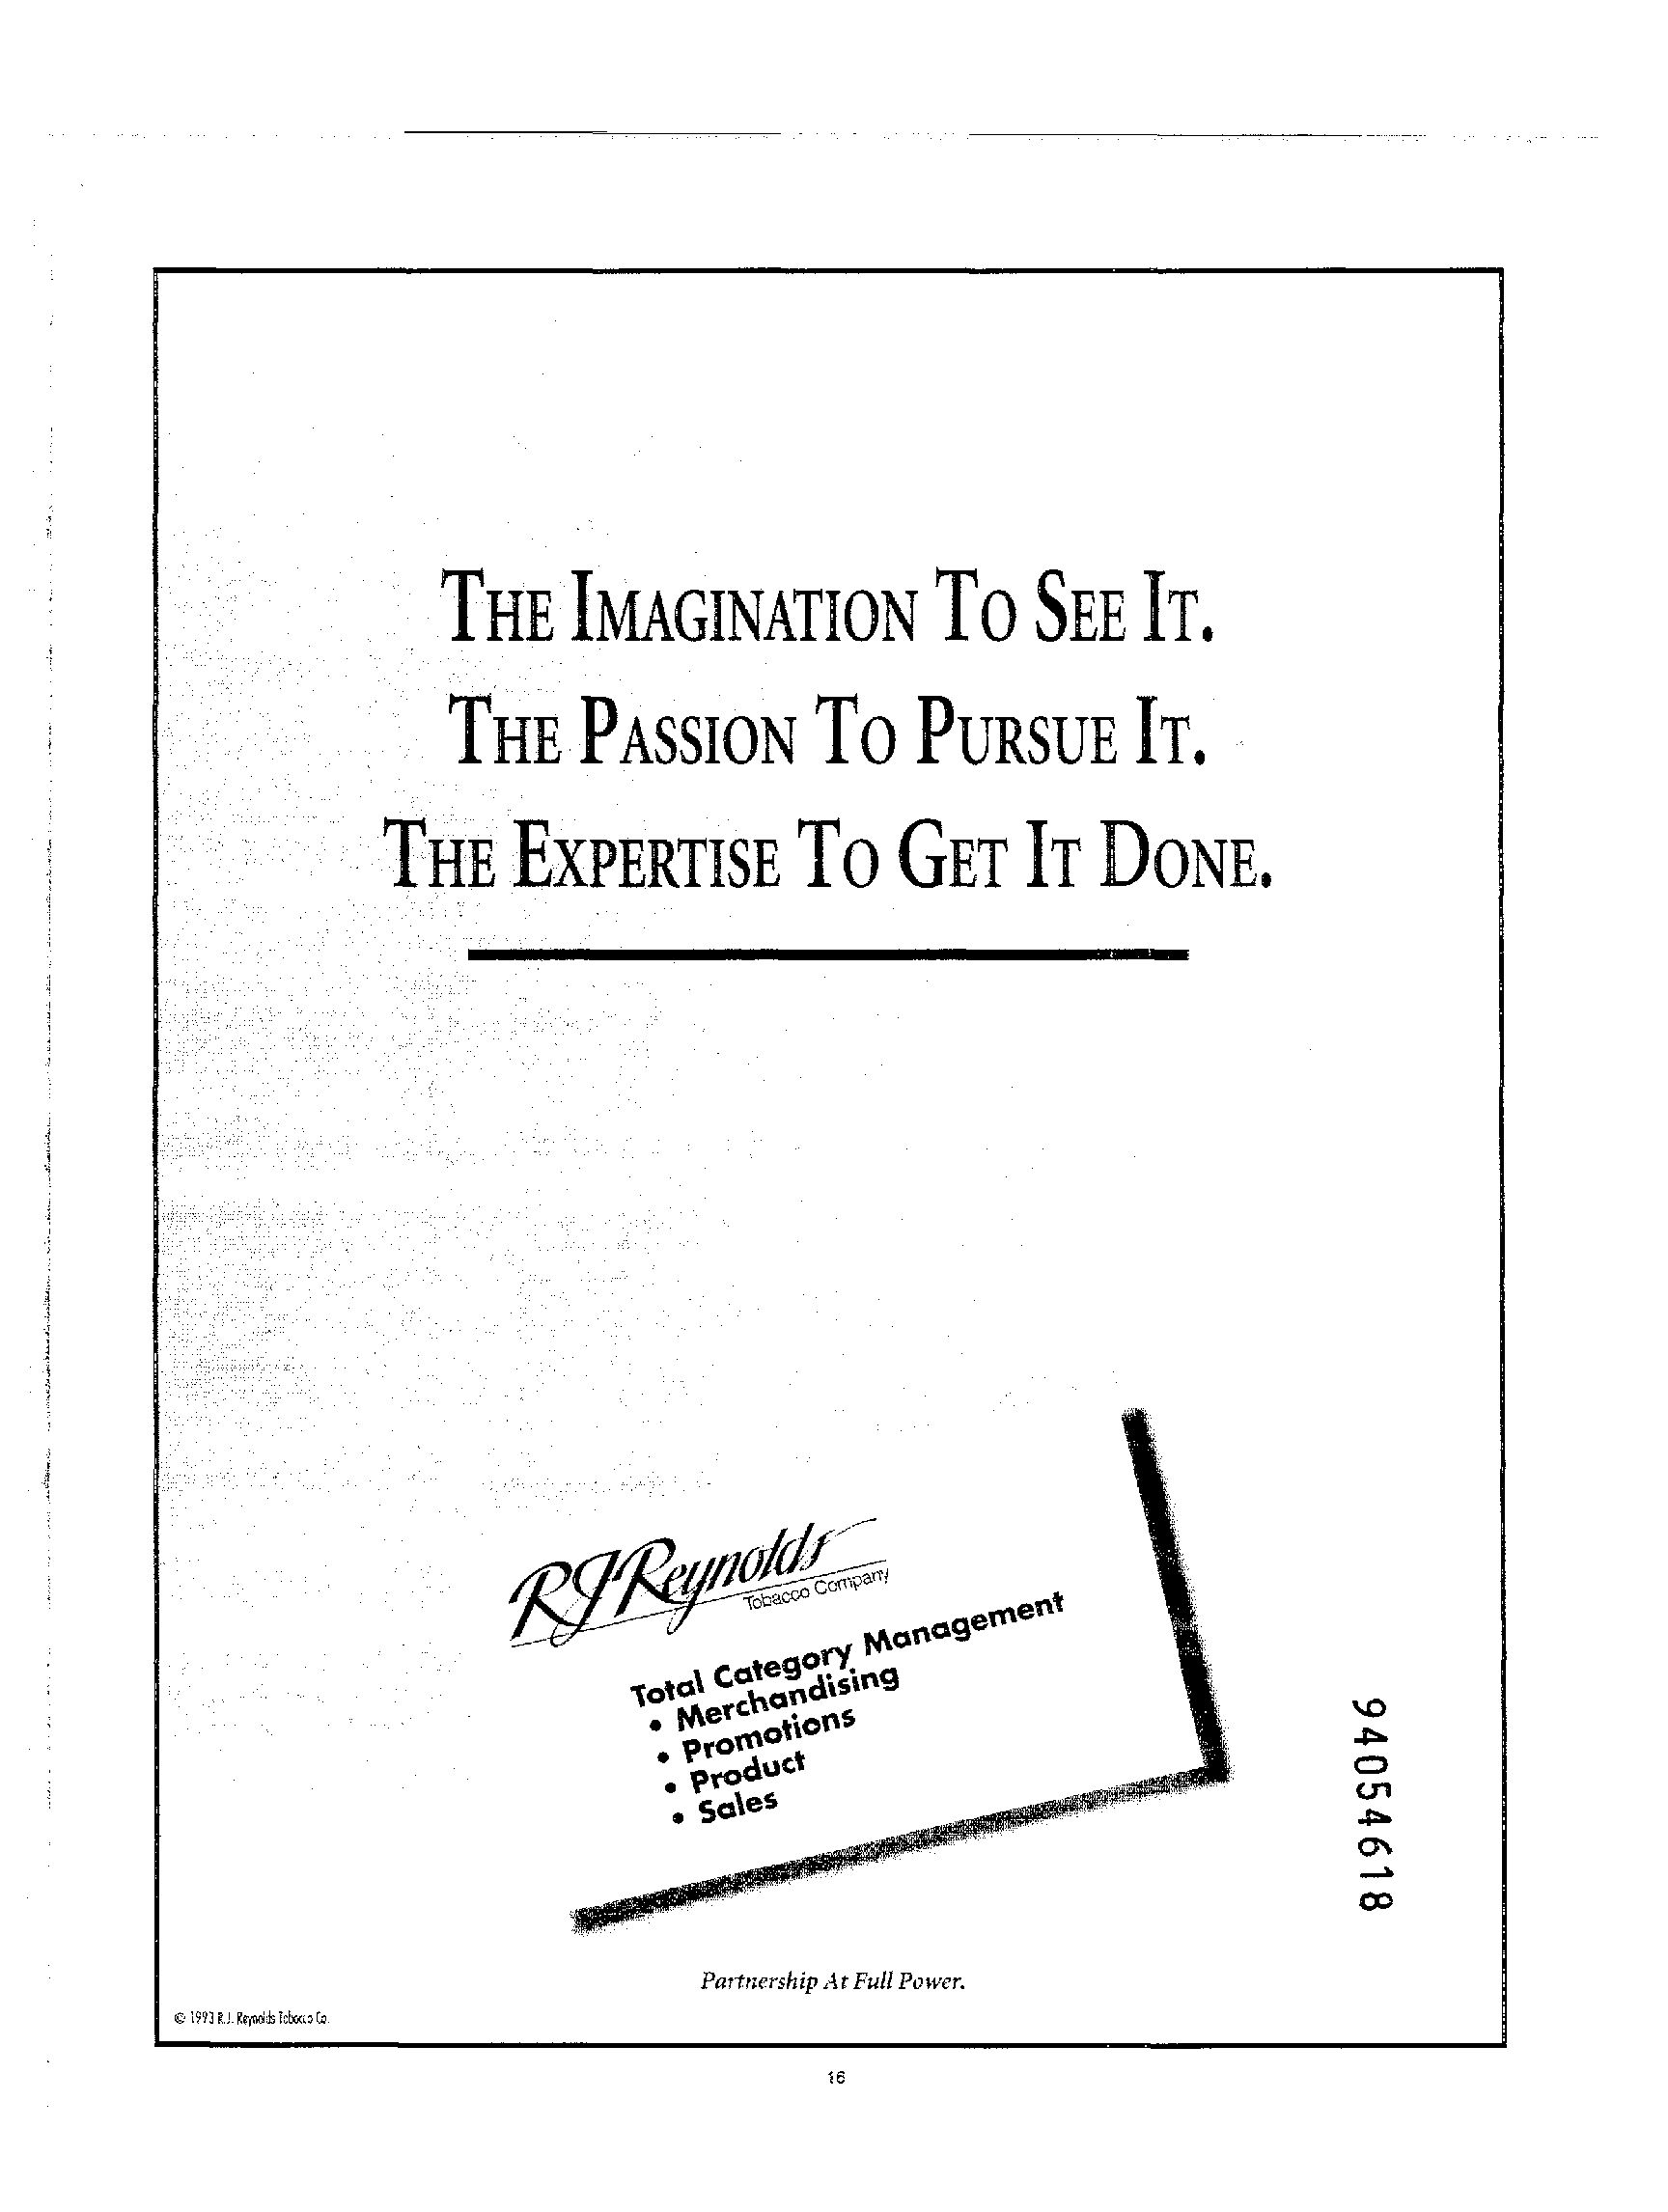 THE IMAGINATION TO SEE IT.
THE PASSION TO PURSUE IT.
THE EXPERTISE TO GET IT DONE.
RJReynolds
Tobacco Company
Total Category Management
• Merchandising
• Promotions
• Product
• Sales
94054618
Partnership At Full Power.
© 1993 R.J. Reynolds Tobacco Co.
16